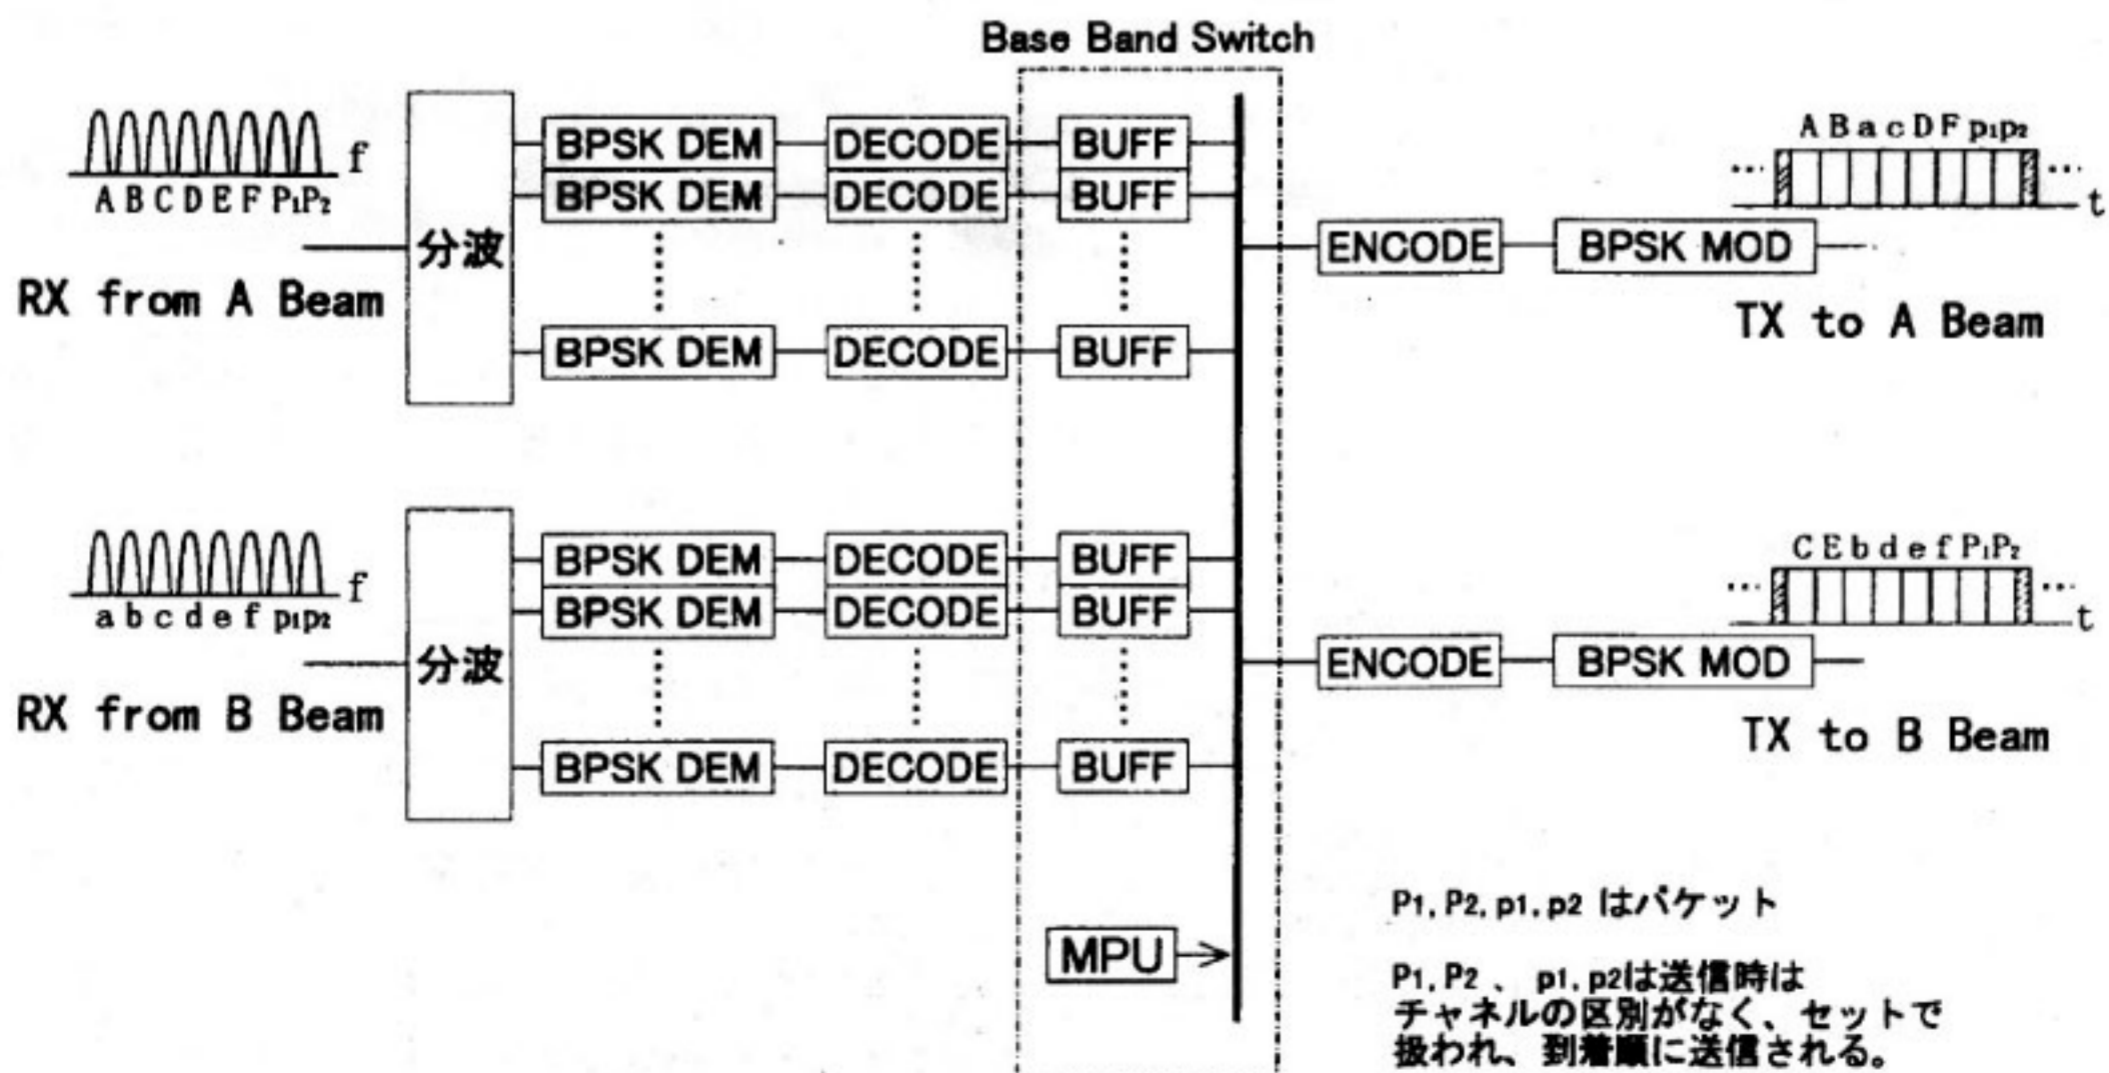 Base Band Switch
A B C D E F P1P2
f
RX from A Beam
分波
BPSK DEM
DECODE
BUFF
BPSK DEM
DECODE
BUFF
BPSK DEM
DECODE
BUFF
ENCODE
BPSK MOD
A B a c D F p1p2
t
TX to A Beam
a b c d e f p1p2
f
RX from B Beam
分波
BPSK DEM
DECODE
BUFF
BPSK DEM
DECODE
BUFF
BPSK DEM
DECODE
BUFF
ENCODE
BPSK MOD
C E b d e f P1P2
t
TX to B Beam
MPU
P1, P2, p1, p2 はパケット
P1, P2 、 p1, p2は送信時は
チャネルの区別がなく、セットで
扱われ、到着順に送信される。